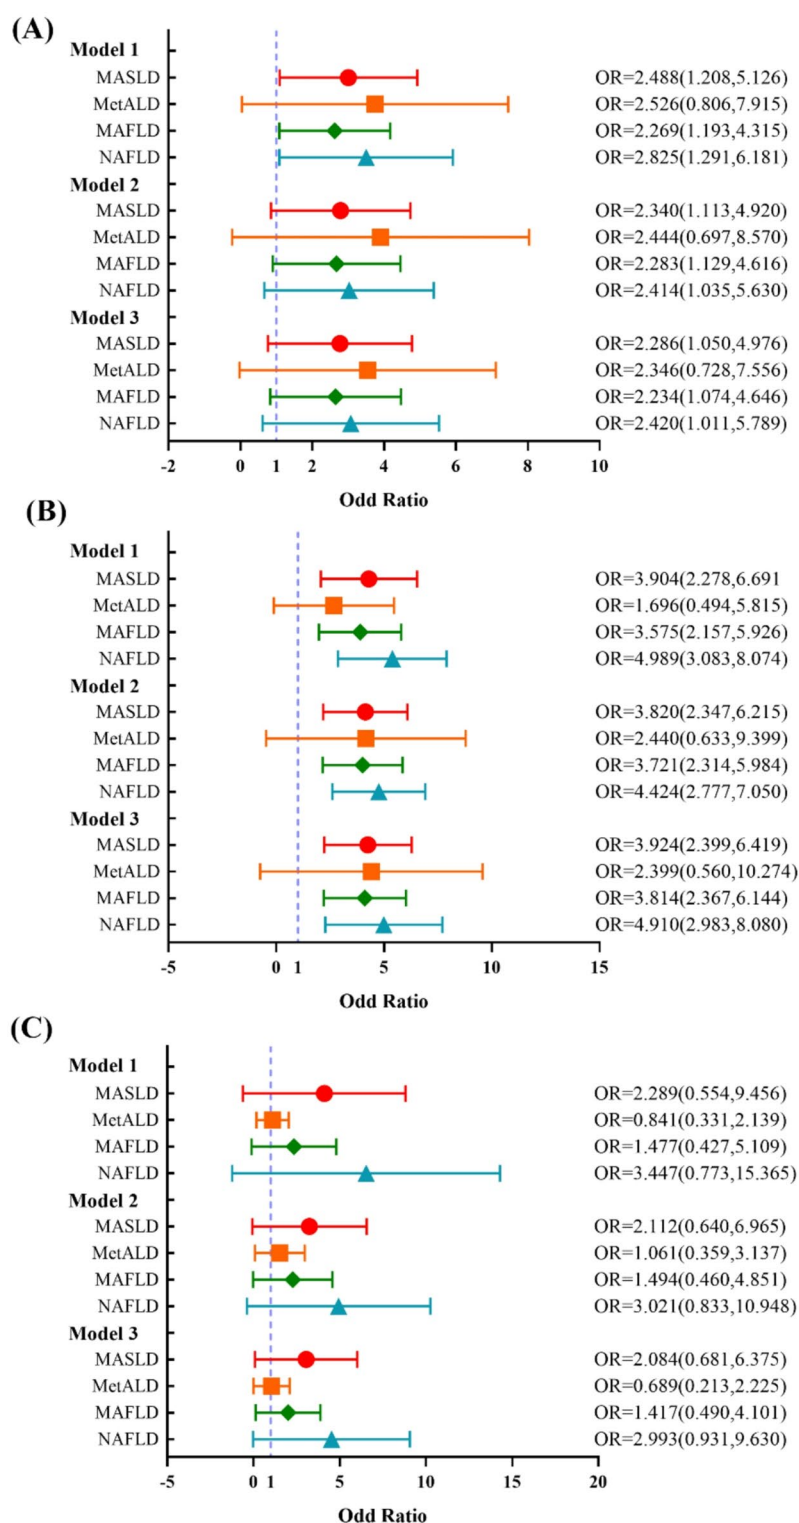 (A)
Model 1
MASLD OR=2.488(1.208,5.126)
MetALD OR=2.526(0.806,7.915)
MAFLD OR=2.269(1.193,4.315)
NAFLD OR=2.825(1.291,6.181)
Model 2
MASLD OR=2.340(1.113,4.920)
MetALD OR=2.444(0.697,8.570)
MAFLD OR=2.283(1.129,4.616)
NAFLD OR=2.414(1.035,5.630)
Model 3
MASLD OR=2.286(1.050,4.976)
MetALD OR=2.346(0.728,7.556)
MAFLD OR=2.234(1.074,4.646)
NAFLD OR=2.420(1.011,5.789)
-2 0 1 2 4 6 8 10
Odd Ratio
(B)
Model 1
MASLD OR=3.904(2.278,6.691
MetALD OR=1.696(0.494,5.815)
MAFLD OR=3.575(2.157,5.926)
NAFLD OR=4.989(3.083,8.074)
Model 2
MASLD OR=3.820(2.347,6.215)
MetALD OR=2.440(0.633,9.399)
MAFLD OR=3.721(2.314,5.984)
NAFLD OR=4.424(2.777,7.050)
Model 3
MASLD OR=3.924(2.399,6.419)
MetALD OR=2.399(0.560,10.274)
MAFLD OR=3.814(2.367,6.144)
NAFLD OR=4.910(2.983,8.080)
-5 0 1 5 10 15
Odd Ratio
(C)
Model 1
MASLD OR=2.289(0.554,9.456)
MetALD OR=0.841(0.331,2.139)
MAFLD OR=1.477(0.427,5.109)
NAFLD OR=3.447(0.773,15.365)
Model 2
MASLD OR=2.112(0.640,6.965)
MetALD OR=1.061(0.359,3.137)
MAFLD OR=1.494(0.460,4.851)
NAFLD OR=3.021(0.833,10.948)
Model 3
MASLD OR=2.084(0.681,6.375)
MetALD OR=0.689(0.213,2.225)
MAFLD OR=1.417(0.490,4.101)
NAFLD OR=2.993(0.931,9.630)
-5 0 1 5 10 15 20
Odd Ratio